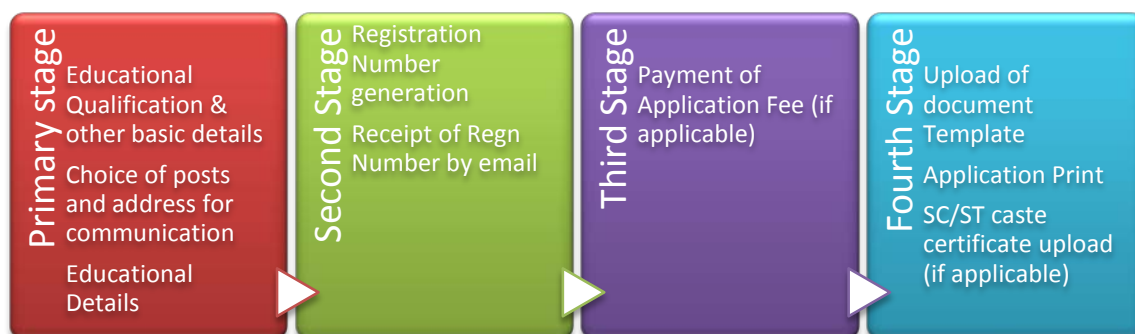 Primary stage
Educational
Qualification &
other basic details
Choice of posts
and address for
communication
Educational
Details
Second Stage
Registration
Number
generation
Receipt of Regn
Number by email
Third Stage
Payment of
Application Fee (if
applicable)
Fourth Stage
Upload of
document
Template
Application Print
SC/ST caste
certificate upload
(if applicable)